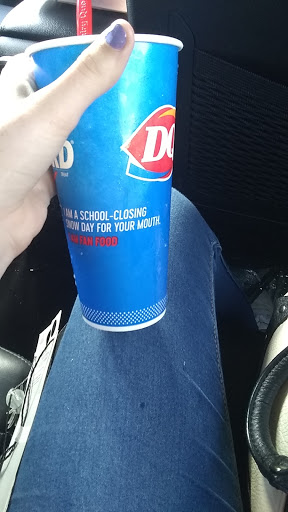 DQ
I AM A SCHOOL-CLOSING
SNOW DAY FOR YOUR MOUTH.
FAN FOOD